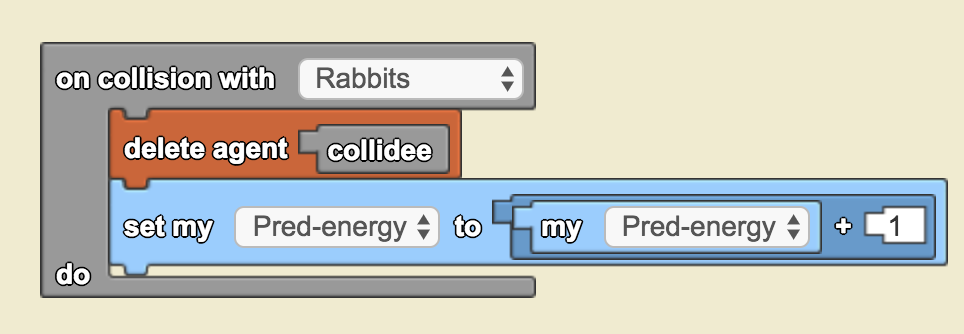 on collision with Rabbits
delete agent collidee
set my Pred-energy to my Pred-energy + 1
do